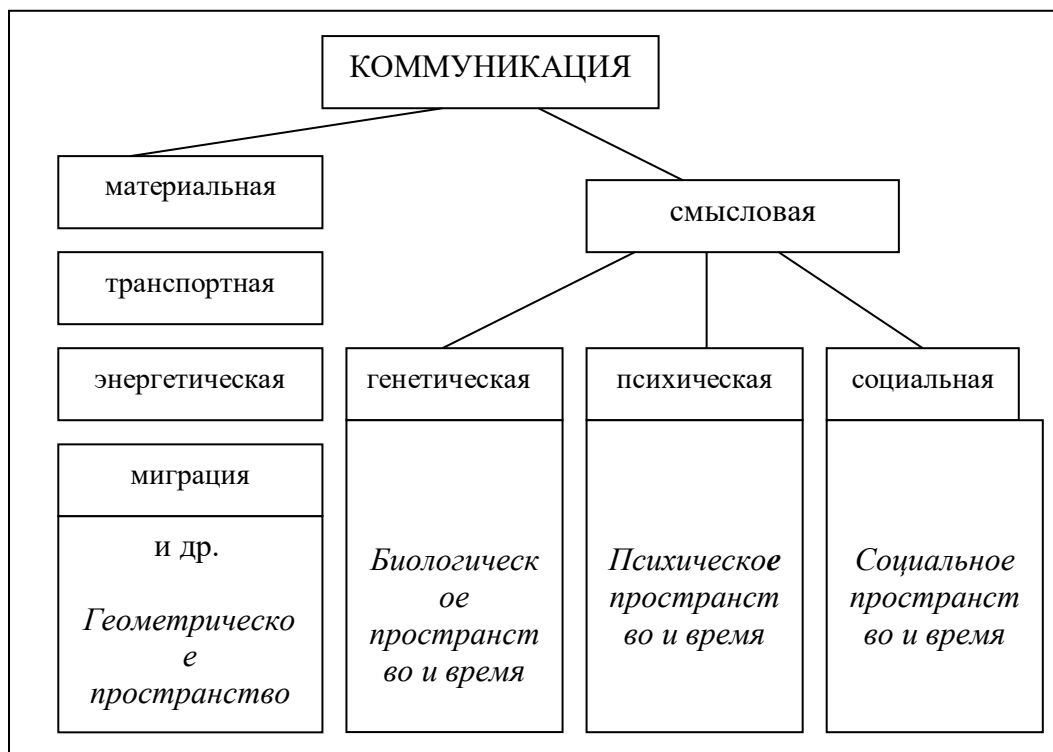 КОММУНИКАЦИЯ
материальная
смысловая
транспортная
энергетическая
генетическая
психическая
социальная
миграция
и др.
Геометрическо
е
пространство
Биологическ
ое
пространст
во и время
Психическое
пространст
во и время
Социальное
пространст
во и время